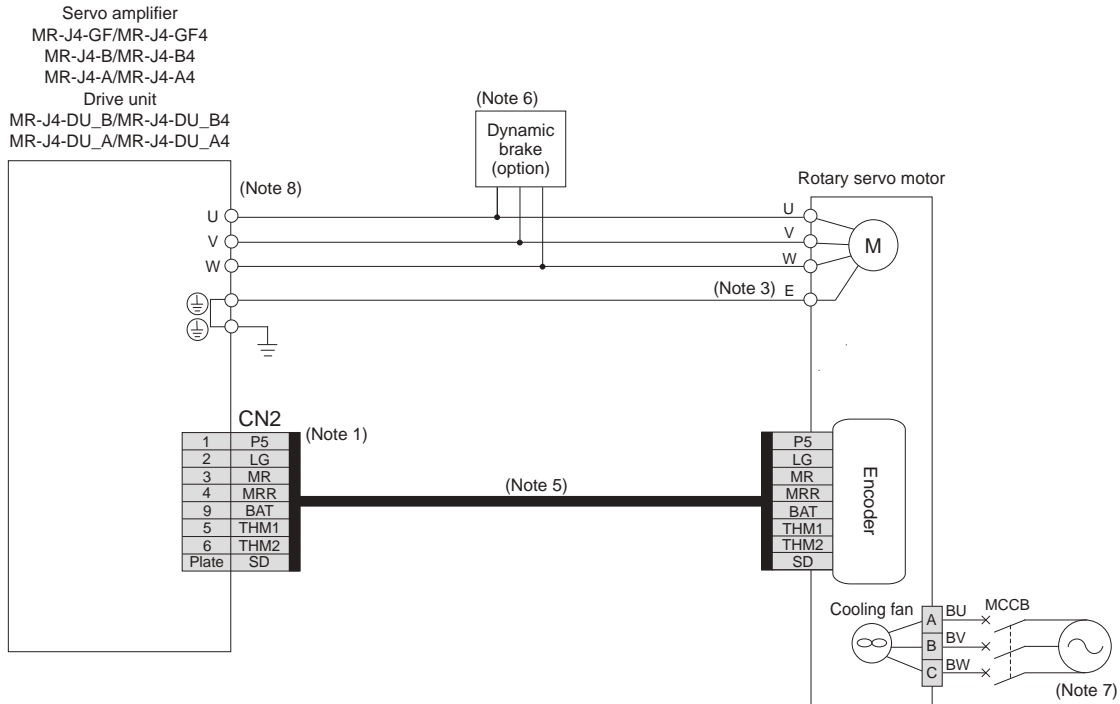 Servo amplifier
MR-J4-GF/MR-J4-GF4
MR-J4-B/MR-J4-B4
MR-J4-A/MR-J4-A4
Drive unit
MR-J4-DU_B/MR-J4-DU_B4
MR-J4-DU_A/MR-J4-DU_A4
(Note 6)
Dynamic
brake
(option)
Rotary servo motor
(Note 8)
U
V
W
U
V
W
(Note 3) E
M
CN2
(Note 1)
1 P5
2 LG
3 MR
4 MRR
9 BAT
5 THM1
6 THM2
Plate SD
(Note 5)
P5
LG
MR
MRR
BAT
THM1
THM2
SD
Encoder
Cooling fan
MCCB
A BU
B BV
C BW
(Note 7)